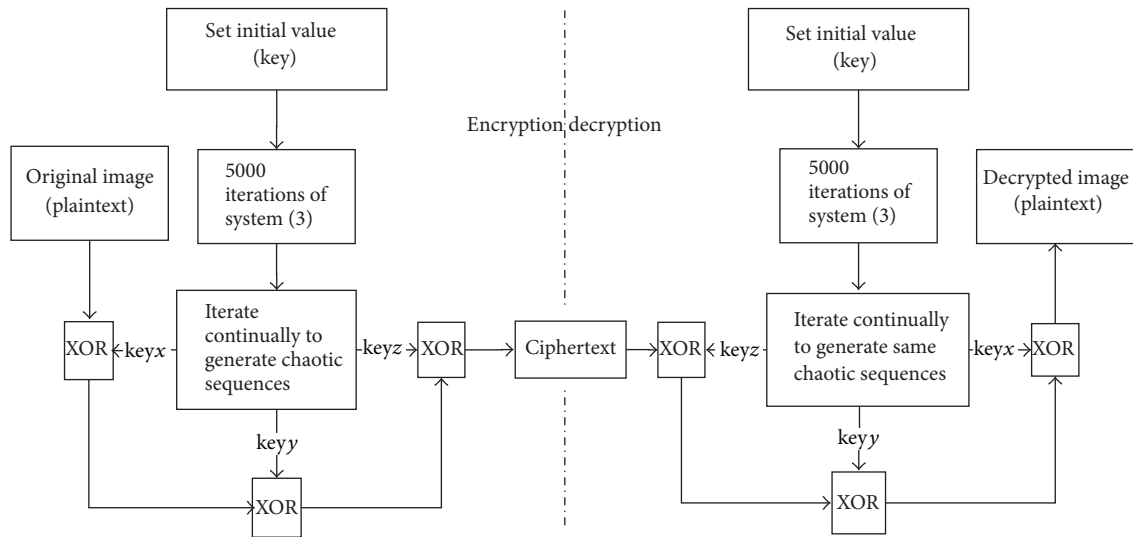 Set initial value
(key)
Set initial value
(key)
Encryption decryption
Original image
(plaintext)
5000
iterations of
system (3)
5000
iterations of
system (3)
Decrypted image
(plaintext)
XOR
keyx
Iterate
continually to
generate chaotic
sequences
keyz
XOR
Ciphertext
XOR
keyz
Iterate continually
to generate same
chaotic sequences
keyx
XOR
keyy
XOR
keyy
XOR